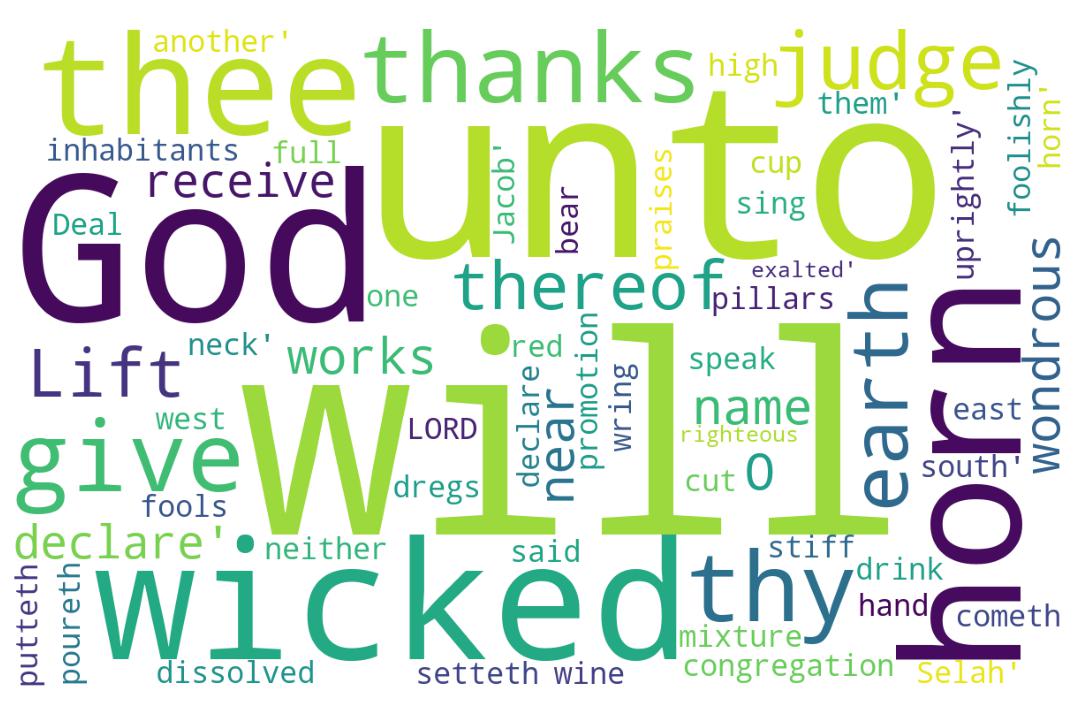 another'
thee
thanks
high
judge
foolishly
horn'
them'
unto
inhabitants
full
receive
Jacob'
bear
praises
cup
sing
uprightly'
God
Deal
one
thereof
exalted'
pillars
earth
horn
wondrous
Lift
neck'
works
will
red
declare
near
promotion
wring
speak
name
righteous
east
south'
west
give
LORD
dregs
cut
O
fools
declare'
neither
wicked
said
thy
stiff
drink
hand
cometh
putteth
poureth
dissolved
setteth
wine
mixture
congregation
Selah'